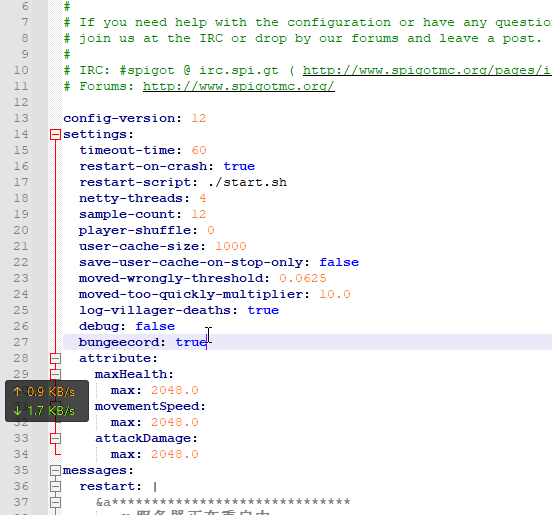 6 #
7 # If you need help with the configuration or have any questio
8 # join us at the IRC or drop by our forums and leave a post.
9 #
10 # IRC: #spigot @ irc.spi.gt ( http://www.spigotmc.org/pages/i
11 # Forums: http://www.spigotmc.org/
12
13 config-version: 12
14 settings:
15 timeout-time: 60
16 restart-on-crash: true
17 restart-script: ./start.sh
18 netty-threads: 4
19 sample-count: 12
20 player-shuffle: 0
21 user-cache-size: 1000
22 save-user-cache-on-stop-only: false
23 moved-wrongly-threshold: 0.0625
24 moved-too-quickly-multiplier: 10.0
25 log-villager-deaths: true
26 debug: false
27 bungeecord: true
28 attribute:
29 maxHealth:
max: 2048.0
↑ 0.9 KB/s
movementSpeed:
↓ 1.7 KB/s
max: 2048.0
33 attackDamage:
34 max: 2048.0
35 messages:
36 restart: |
37 &a******************************